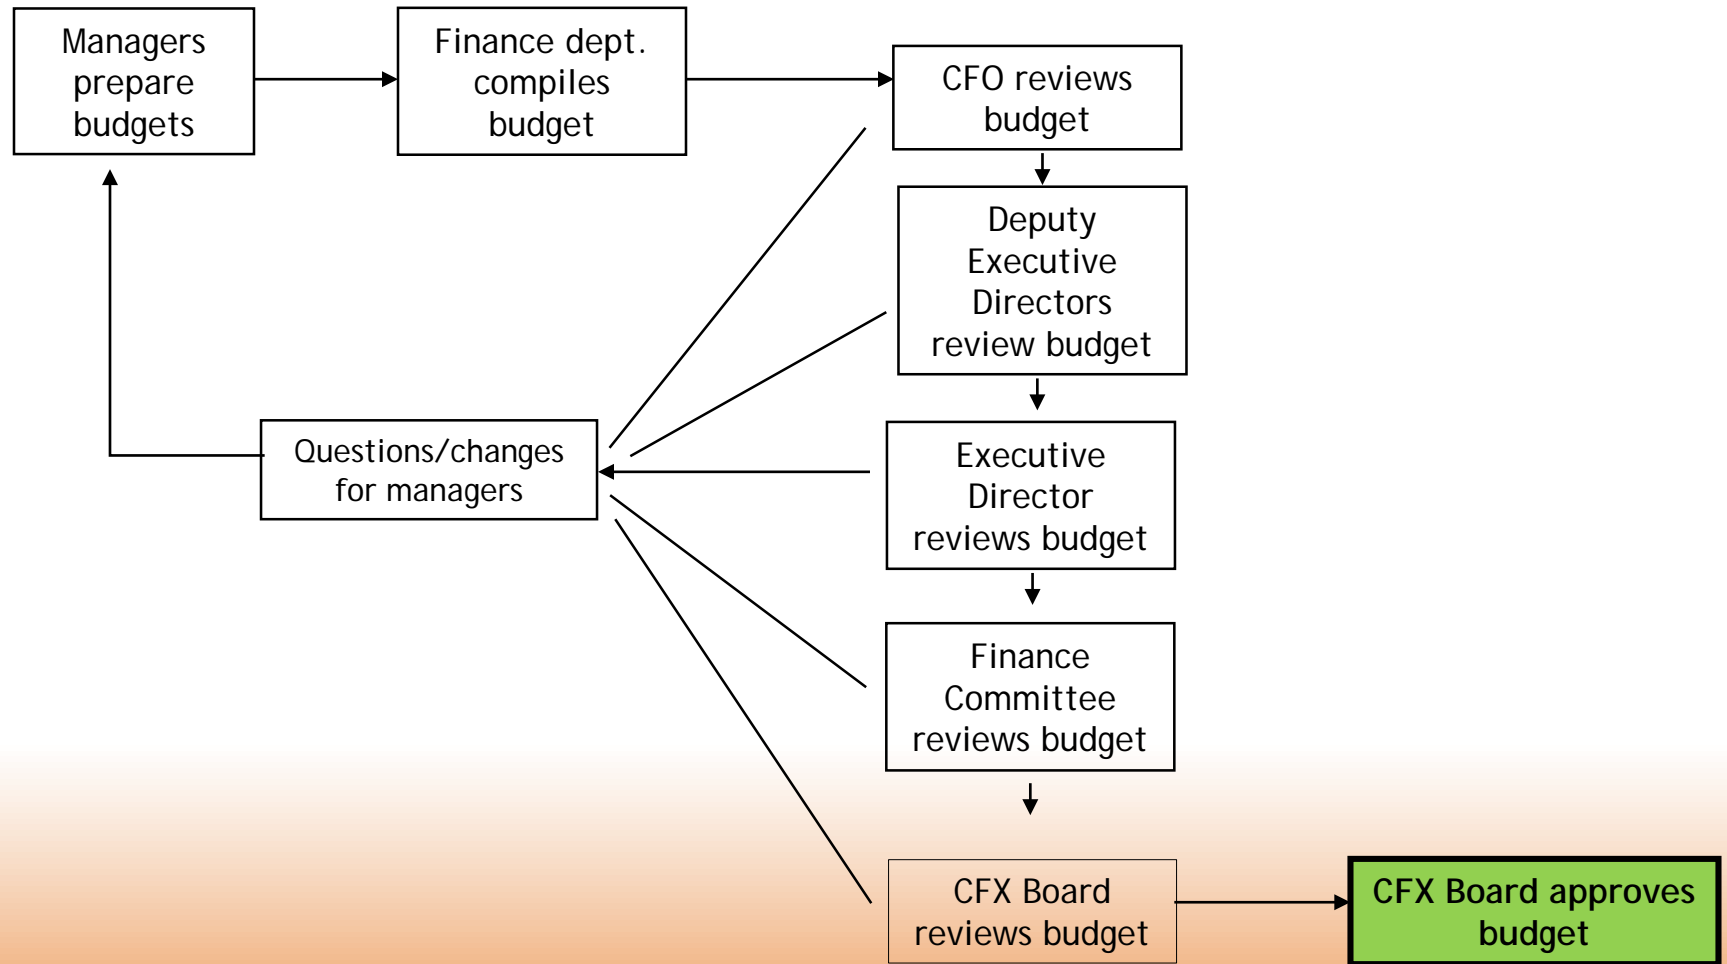 Managers
prepare
budgets
Finance dept.
compiles
budget
CFO reviews
budget
Deputy
Executive
Directors
review budget
Questions/changes
for managers
Executive
Director
reviews budget
Finance
Committee
reviews budget
CFX Board
reviews budget
CFX Board approves
budget